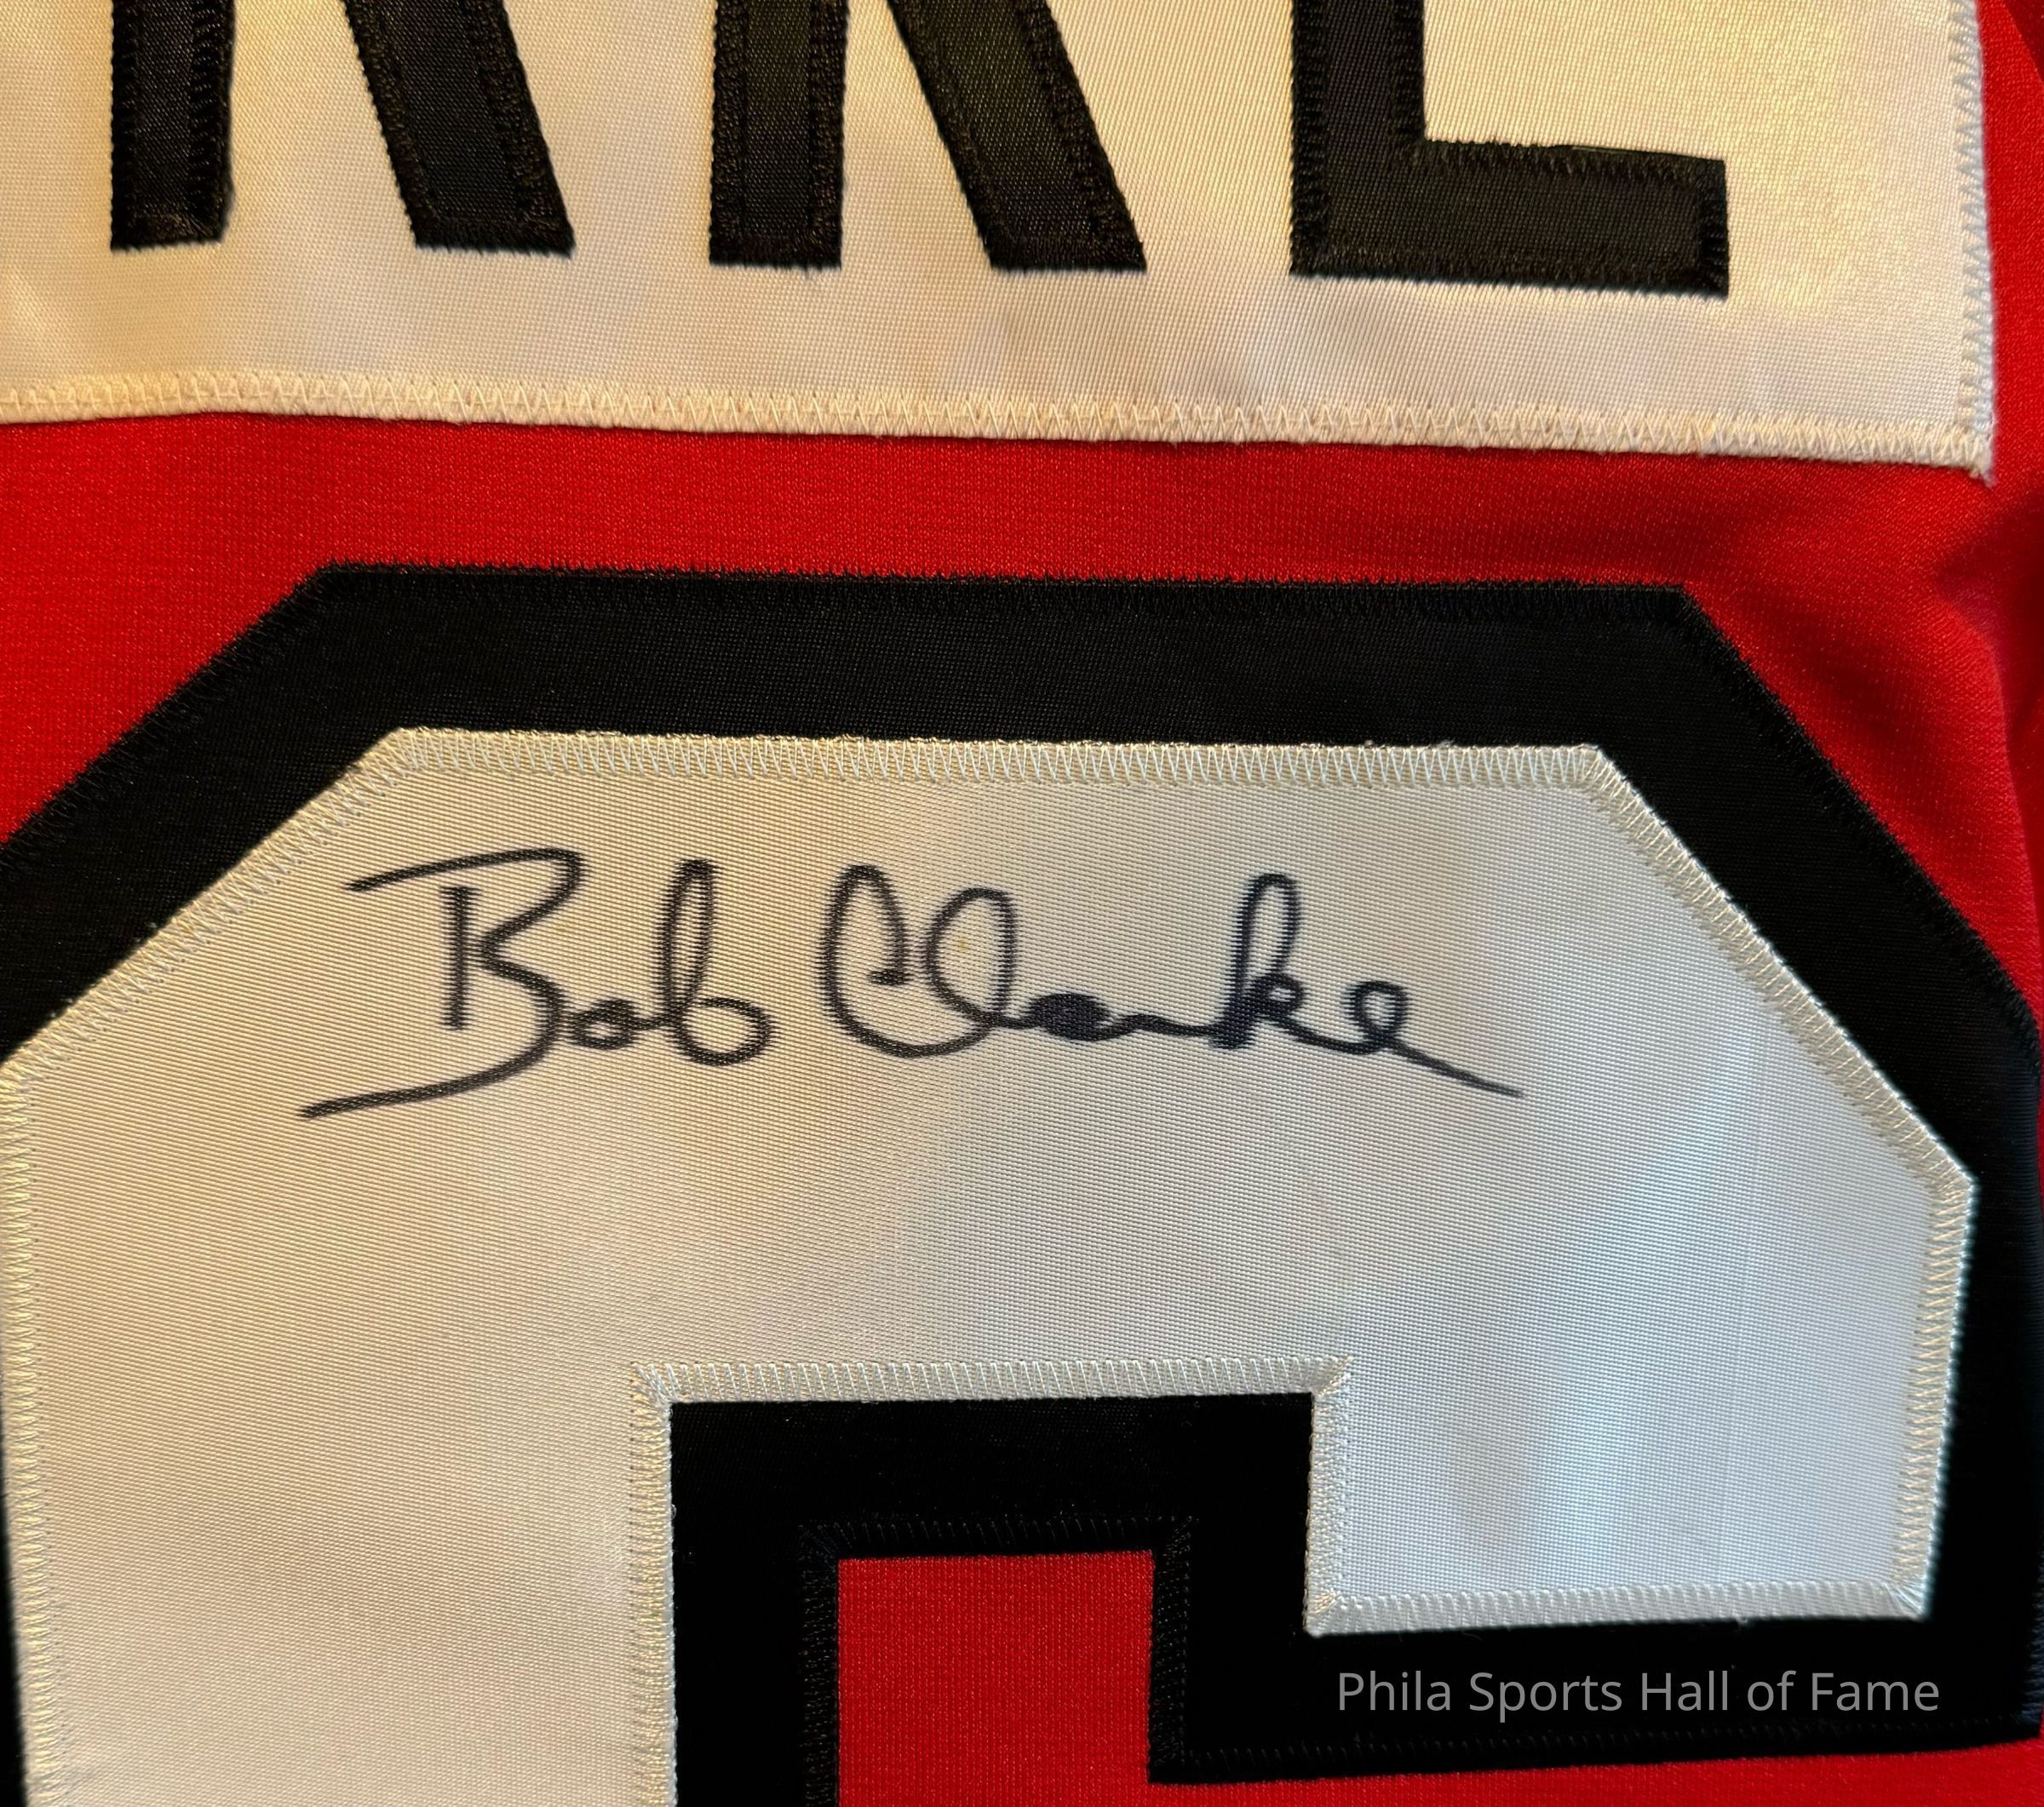 RKE
Bob Clarke
Phila Sports Hall of Fame